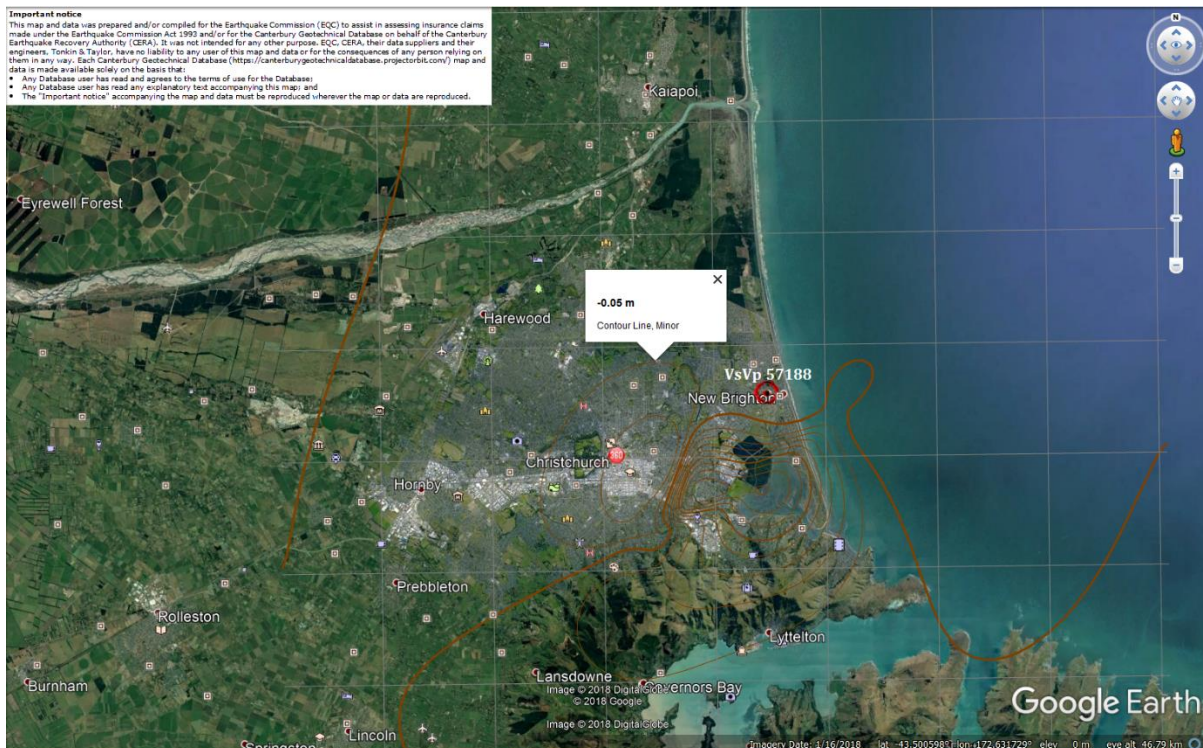 Important notice
This map and data was prepared and/or compiled for the Earthquake Commission (EQC) to assist in assessing insurance claims
made under the Earthquake Commission Act 1993 and/or for the Canterbury Geotechnical Database on behalf of the Canterbury
Earthquake Recovery Authority (CERA). It was not intended for any other purpose. EQC, CERA, their data suppliers and their
engineers, Tonkin & Taylor, have no liability to any user of this map and data or for the consequences of any person relying on
them in any way. Each Canterbury Geotechnical Database (https://canterburygeotechnicaldatabase.projectorbit.com/) map and
data is made available solely on the basis that:
• Any Database user has read and agrees to the terms of use for the Database;
• Any Database user has read any explanatory text accompanying this map; and
• The "Important notice" accompanying the map and data must be reproduced wherever the map or data are reproduced.
N
Kaiapoi
Eyrewell Forest
-0.05 m
Contour Line, Minor
Harewood
VsVp 57188
New Brighton
Christchurch
360
Hornby
Prebbleton
Rolleston
Lyttelton
Lansdowne
Burnham
Governors Bay
Image © 2018 DigitalGlobe
© 2018 Google
Image © 2018 DigitalGlobe
Google Earth
Lincoln
Springston
Imagery Date: 1/16/2018 lat -43.500598° lon 172.631729° elev 0 m eye alt 46.79 km